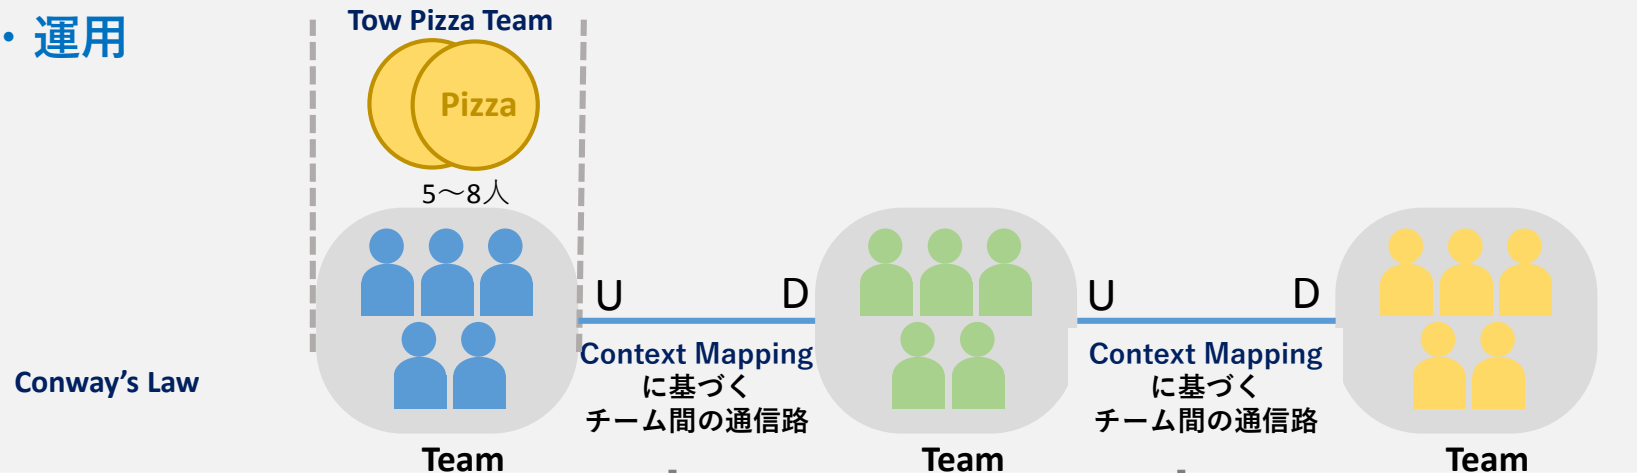 ・運用
Tow Pizza Team
Pizza
5～8人
U
D
U
D
Context Mapping
に基づく
チーム間の通信路
Context Mapping
に基づく
チーム間の通信路
Conway’s Law
Team
Team
Team